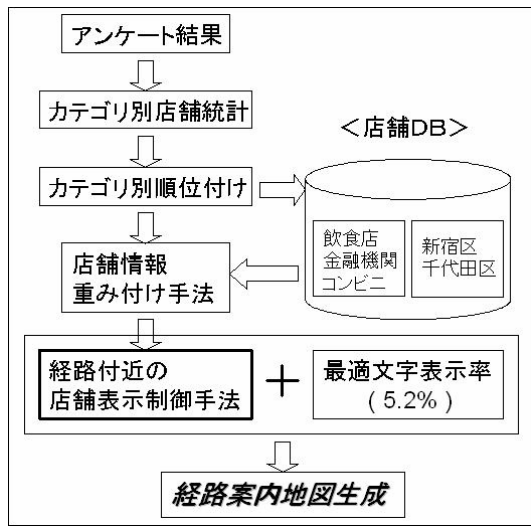 アンケート結果
カテゴリ別店舗統計
＜店舗DB＞
カテゴリ別順位付け
飲食店
金融機関
コンビニ
新宿区
千代田区
店舗情報
重み付け手法
経路付近の
店舗表示制御手法
＋
最適文字表示率
( 5.2% )
経路案内地図生成